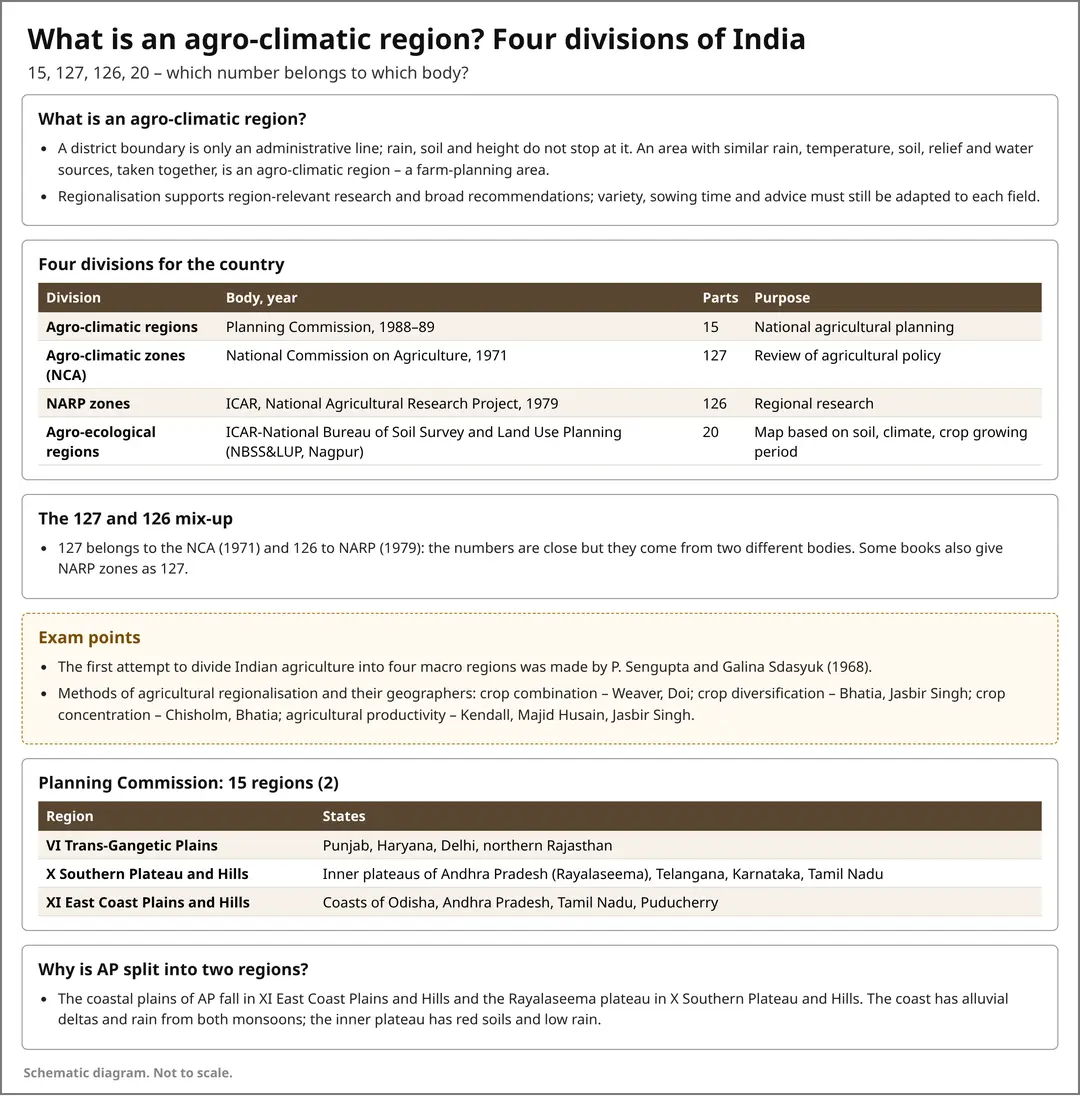 What is an agro-climatic region? Four divisions of India
15, 127, 126, 20 – which number belongs to which body?
What is an agro-climatic region?
• A district boundary is only an administrative line; rain, soil and height do not stop at it. An area with similar rain, temperature, soil, relief and water
sources, taken together, is an agro-climatic region – a farm-planning area.
• Regionalisation supports region-relevant research and broad recommendations; variety, sowing time and advice must still be adapted to each field.
Four divisions for the country
Division Body, year Parts Purpose
Agro-climatic regions Planning Commission, 1988–89 15 National agricultural planning
Agro-climatic zones National Commission on Agriculture, 1971 127 Review of agricultural policy
(NCA)
NARP zones ICAR, National Agricultural Research Project, 1979 126 Regional research
Agro-ecological ICAR-National Bureau of Soil Survey and Land Use Planning 20 Map based on soil, climate, crop growing
regions (NBSS&LUP, Nagpur) period
The 127 and 126 mix-up
• 127 belongs to the NCA (1971) and 126 to NARP (1979): the numbers are close but they come from two different bodies. Some books also give
NARP zones as 127.
Exam points
• The first attempt to divide Indian agriculture into four macro regions was made by P. Sengupta and Galina Sdasyuk (1968).
• Methods of agricultural regionalisation and their geographers: crop combination – Weaver, Doi; crop diversification – Bhatia, Jasbir Singh; crop
concentration – Chisholm, Bhatia; agricultural productivity – Kendall, Majid Husain, Jasbir Singh.
Planning Commission: 15 regions (2)
Region States
VI Trans-Gangetic Plains Punjab, Haryana, Delhi, northern Rajasthan
X Southern Plateau and Hills Inner plateaus of Andhra Pradesh (Rayalaseema), Telangana, Karnataka, Tamil Nadu
XI East Coast Plains and Hills Coasts of Odisha, Andhra Pradesh, Tamil Nadu, Puducherry
Why is AP split into two regions?
• The coastal plains of AP fall in XI East Coast Plains and Hills and the Rayalaseema plateau in X Southern Plateau and Hills. The coast has alluvial
deltas and rain from both monsoons; the inner plateau has red soils and low rain.
Schematic diagram. Not to scale.